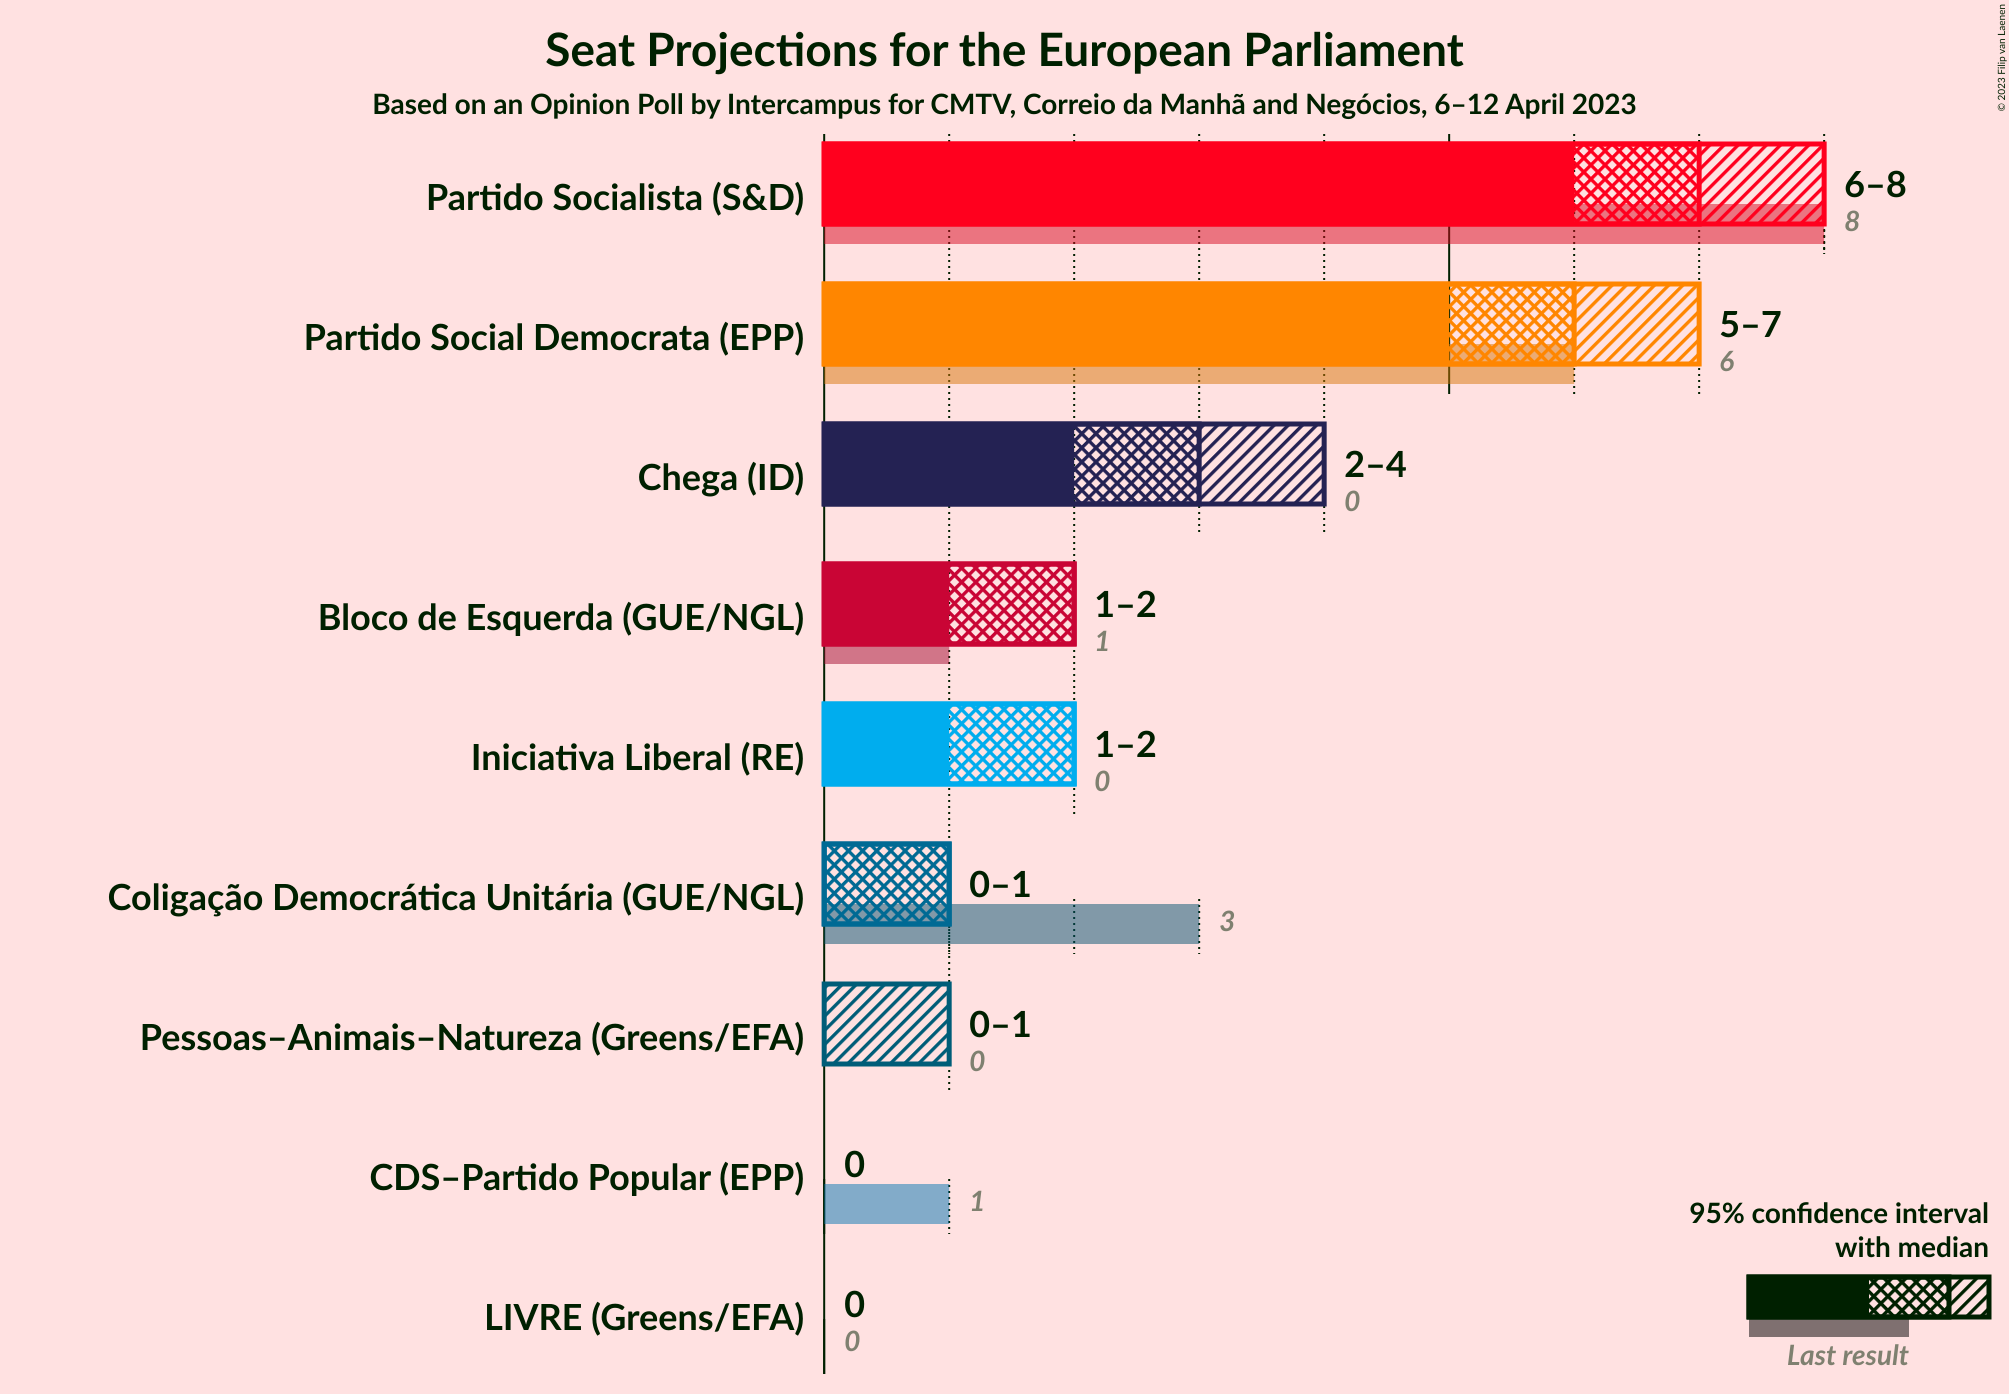 Seat Projections for the European Parliament
Based on an Opinion Poll by Intercampus for CMTV, Correio da Manhã and Negócios, 6–12 April 2023
© 2023 Filip van Laenen
Partido Socialista (S&D)
6–8
8
Partido Social Democrata (EPP)
5–7
6
Chega (ID)
2–4
0
Bloco de Esquerda (GUE/NGL)
1–2
1
Iniciativa Liberal (RE)
1–2
0
Coligação Democrática Unitária (GUE/NGL)
0–1
3
Pessoas–Animais–Natureza (Greens/EFA)
0–1
0
CDS–Partido Popular (EPP)
0
1
LIVRE (Greens/EFA)
0
0
95% confidence interval
with median
Last result